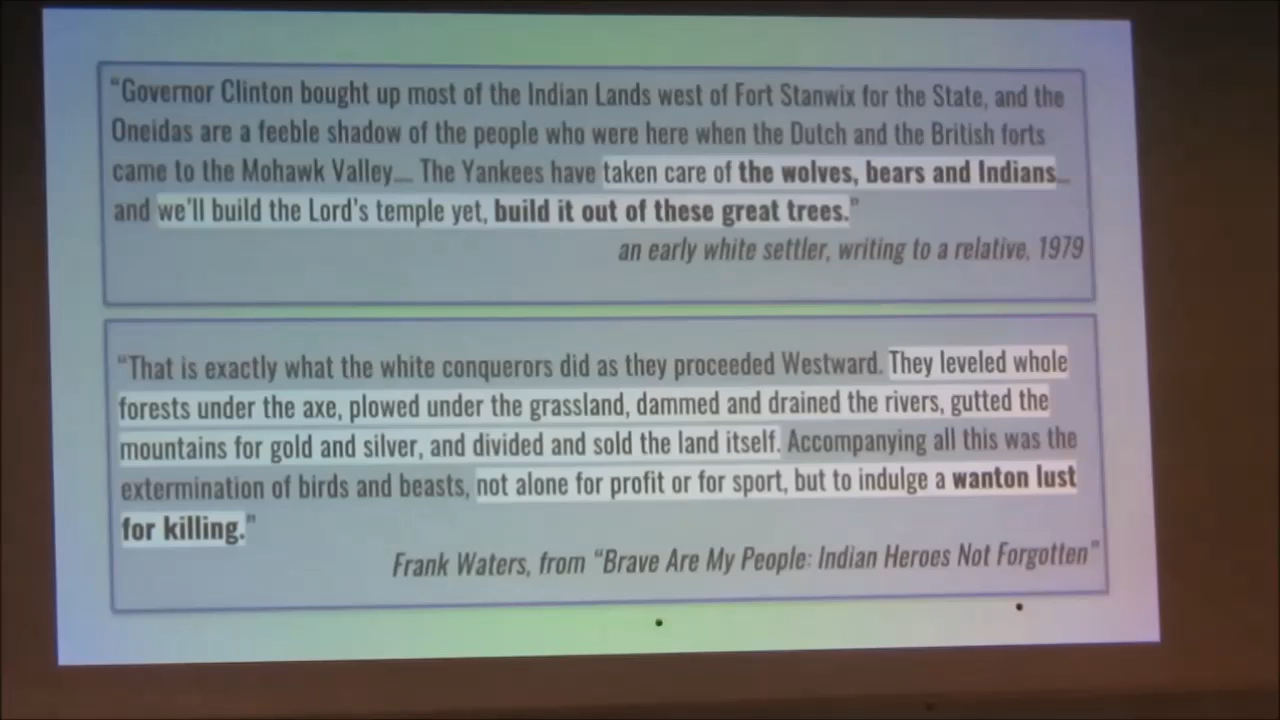 “Governor Clinton bought up most of the Indian Lands west of Fort Stanwix for the State, and the
Oneidas are a feeble shadow of the people who were here when the Dutch and the British forts
came to the Mohawk Valley.... The Yankees have taken care of the wolves, bears and Indians....
and we'll build the Lord's temple yet, build it out of these great trees.”
an early white settler, writing to a relative, 1979
“That is exactly what the white conquerors did as they proceeded Westward. They leveled whole
forests under the axe, plowed under the grassland, dammed and drained the rivers, gutted the
mountains for gold and silver, and divided and sold the land itself. Accompanying all this was the
extermination of birds and beasts, not alone for profit or for sport, but to indulge a wanton lust
for killing.”
Frank Waters, from “Brave Are My People: Indian Heroes Not Forgotten”